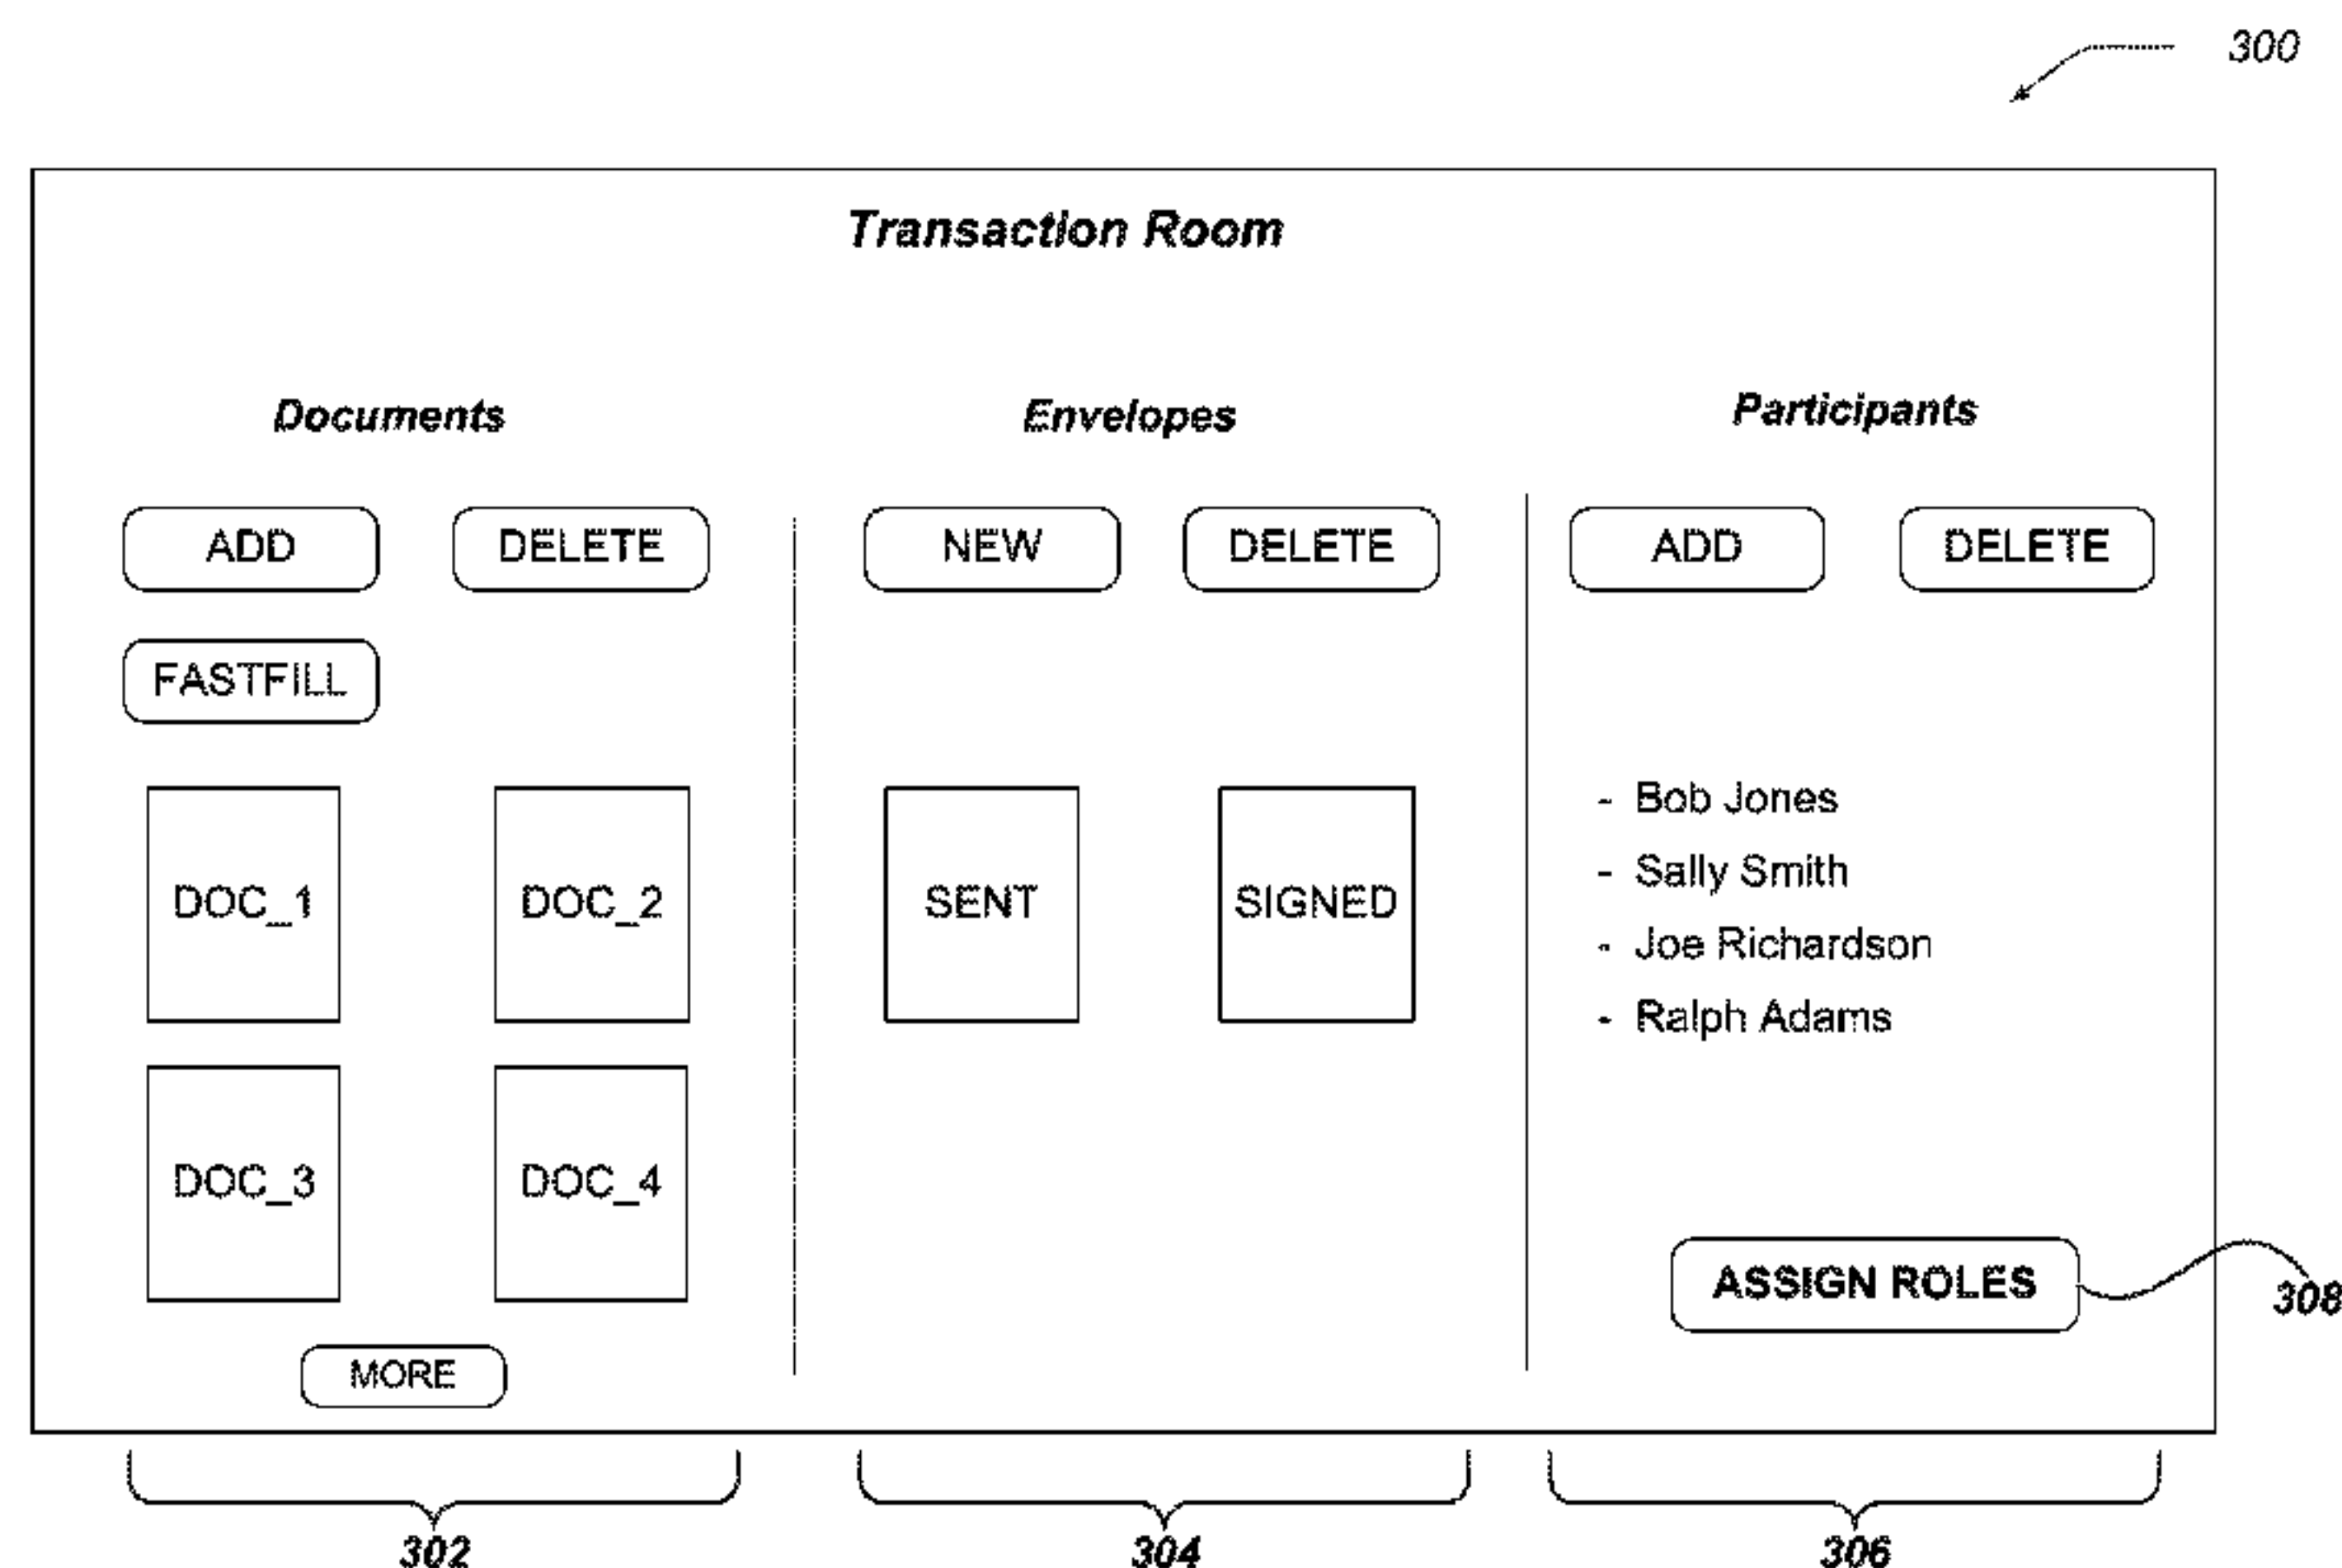 300
Transaction Room
Documents
Envelopes
Participants
ADD
DELETE
NEW
DELETE
ADD
DELETE
FASTFILL
DOC_1
DOC_2
SENT
SIGNED
- Bob Jones
- Sally Smith
- Joe Richardson
- Ralph Adams
DOC_3
DOC_4
ASSIGN ROLES
308
MORE
302
304
306